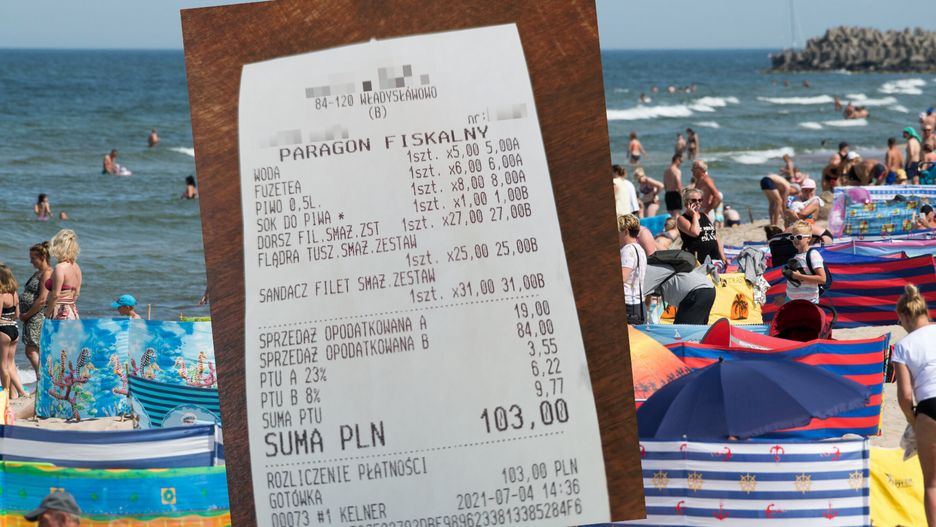 84-120 WŁADYSŁAWOWO
(B)
nr:
PARAGON FISKALNY
WODA 1szt. x5,00 5,00A
FUZETEA 1szt. x6,00 6,00A
PIWO 0,5L. 1szt. x8,00 8,00A
SOK DO PIWA * 1szt. x1,00 1,00B
DORSZ FIL.SMAŻ.ZST 1szt. x27,00 27,00B
FLĄDRA TUSZ.SMAŻ.ZESTAW
1szt. x25,00 25,00B
SANDACZ FILET SMAŻ.ZESTAW
1szt. x31,00 31,00B
SPRZEDAŻ OPODATKOWANA A 19,00
SPRZEDAŻ OPODATKOWANA B 84,00
PTU A 23% 3,55
PTU B 8% 6,22
SUMA PTU 9,77
SUMA PLN 103,00
ROZLICZENIE PŁATNOŚCI
GOTÓWKA 103,00 PLN
00073 #1 KELNER 2021-07-04 14:36